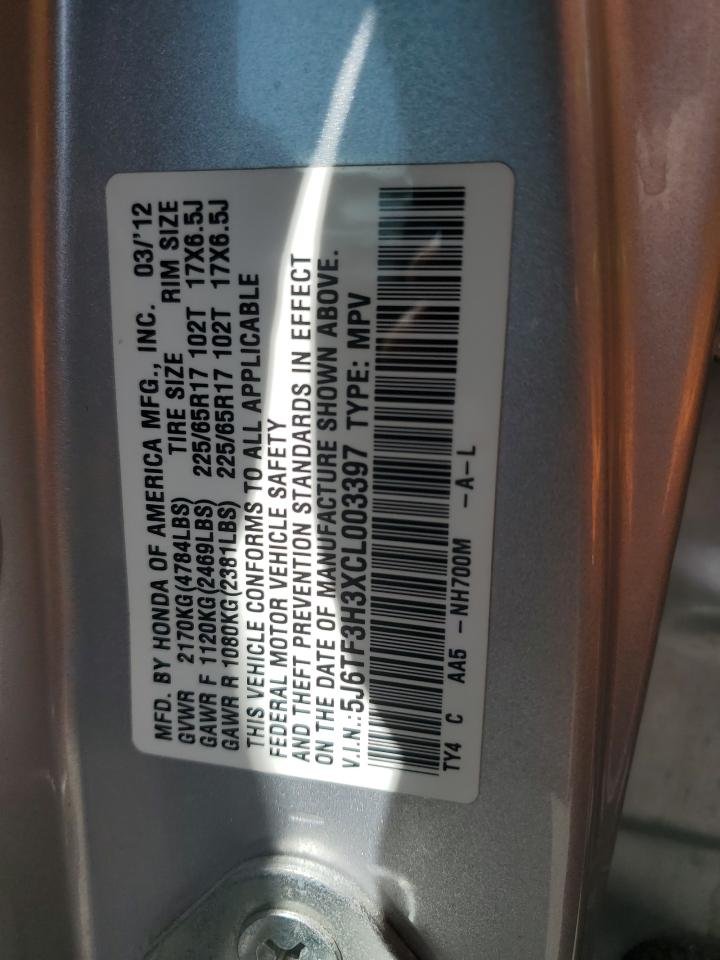 MFD. BY HONDA OF AMERICA MFG., INC. 03/'12
GVWR 2170KG(4784LBS) TIRE SIZE RIM SIZE
GAWR F 1120KG(2469LBS) 225/65R17 102T 17X6.5J
GAWR R 1080KG(2381LBS) 225/65R17 102T 17X6.5J
THIS VEHICLE CONFORMS TO ALL APPLICABLE
FEDERAL MOTOR VEHICLE SAFETY
AND THEFT PREVENTION STANDARDS IN EFFECT
ON THE DATE OF MANUFACTURE SHOWN ABOVE.
V.I.N.:5J6TF3H3XCL003397 TYPE: MPV
TY4 C AA5 -NH700M -A-L